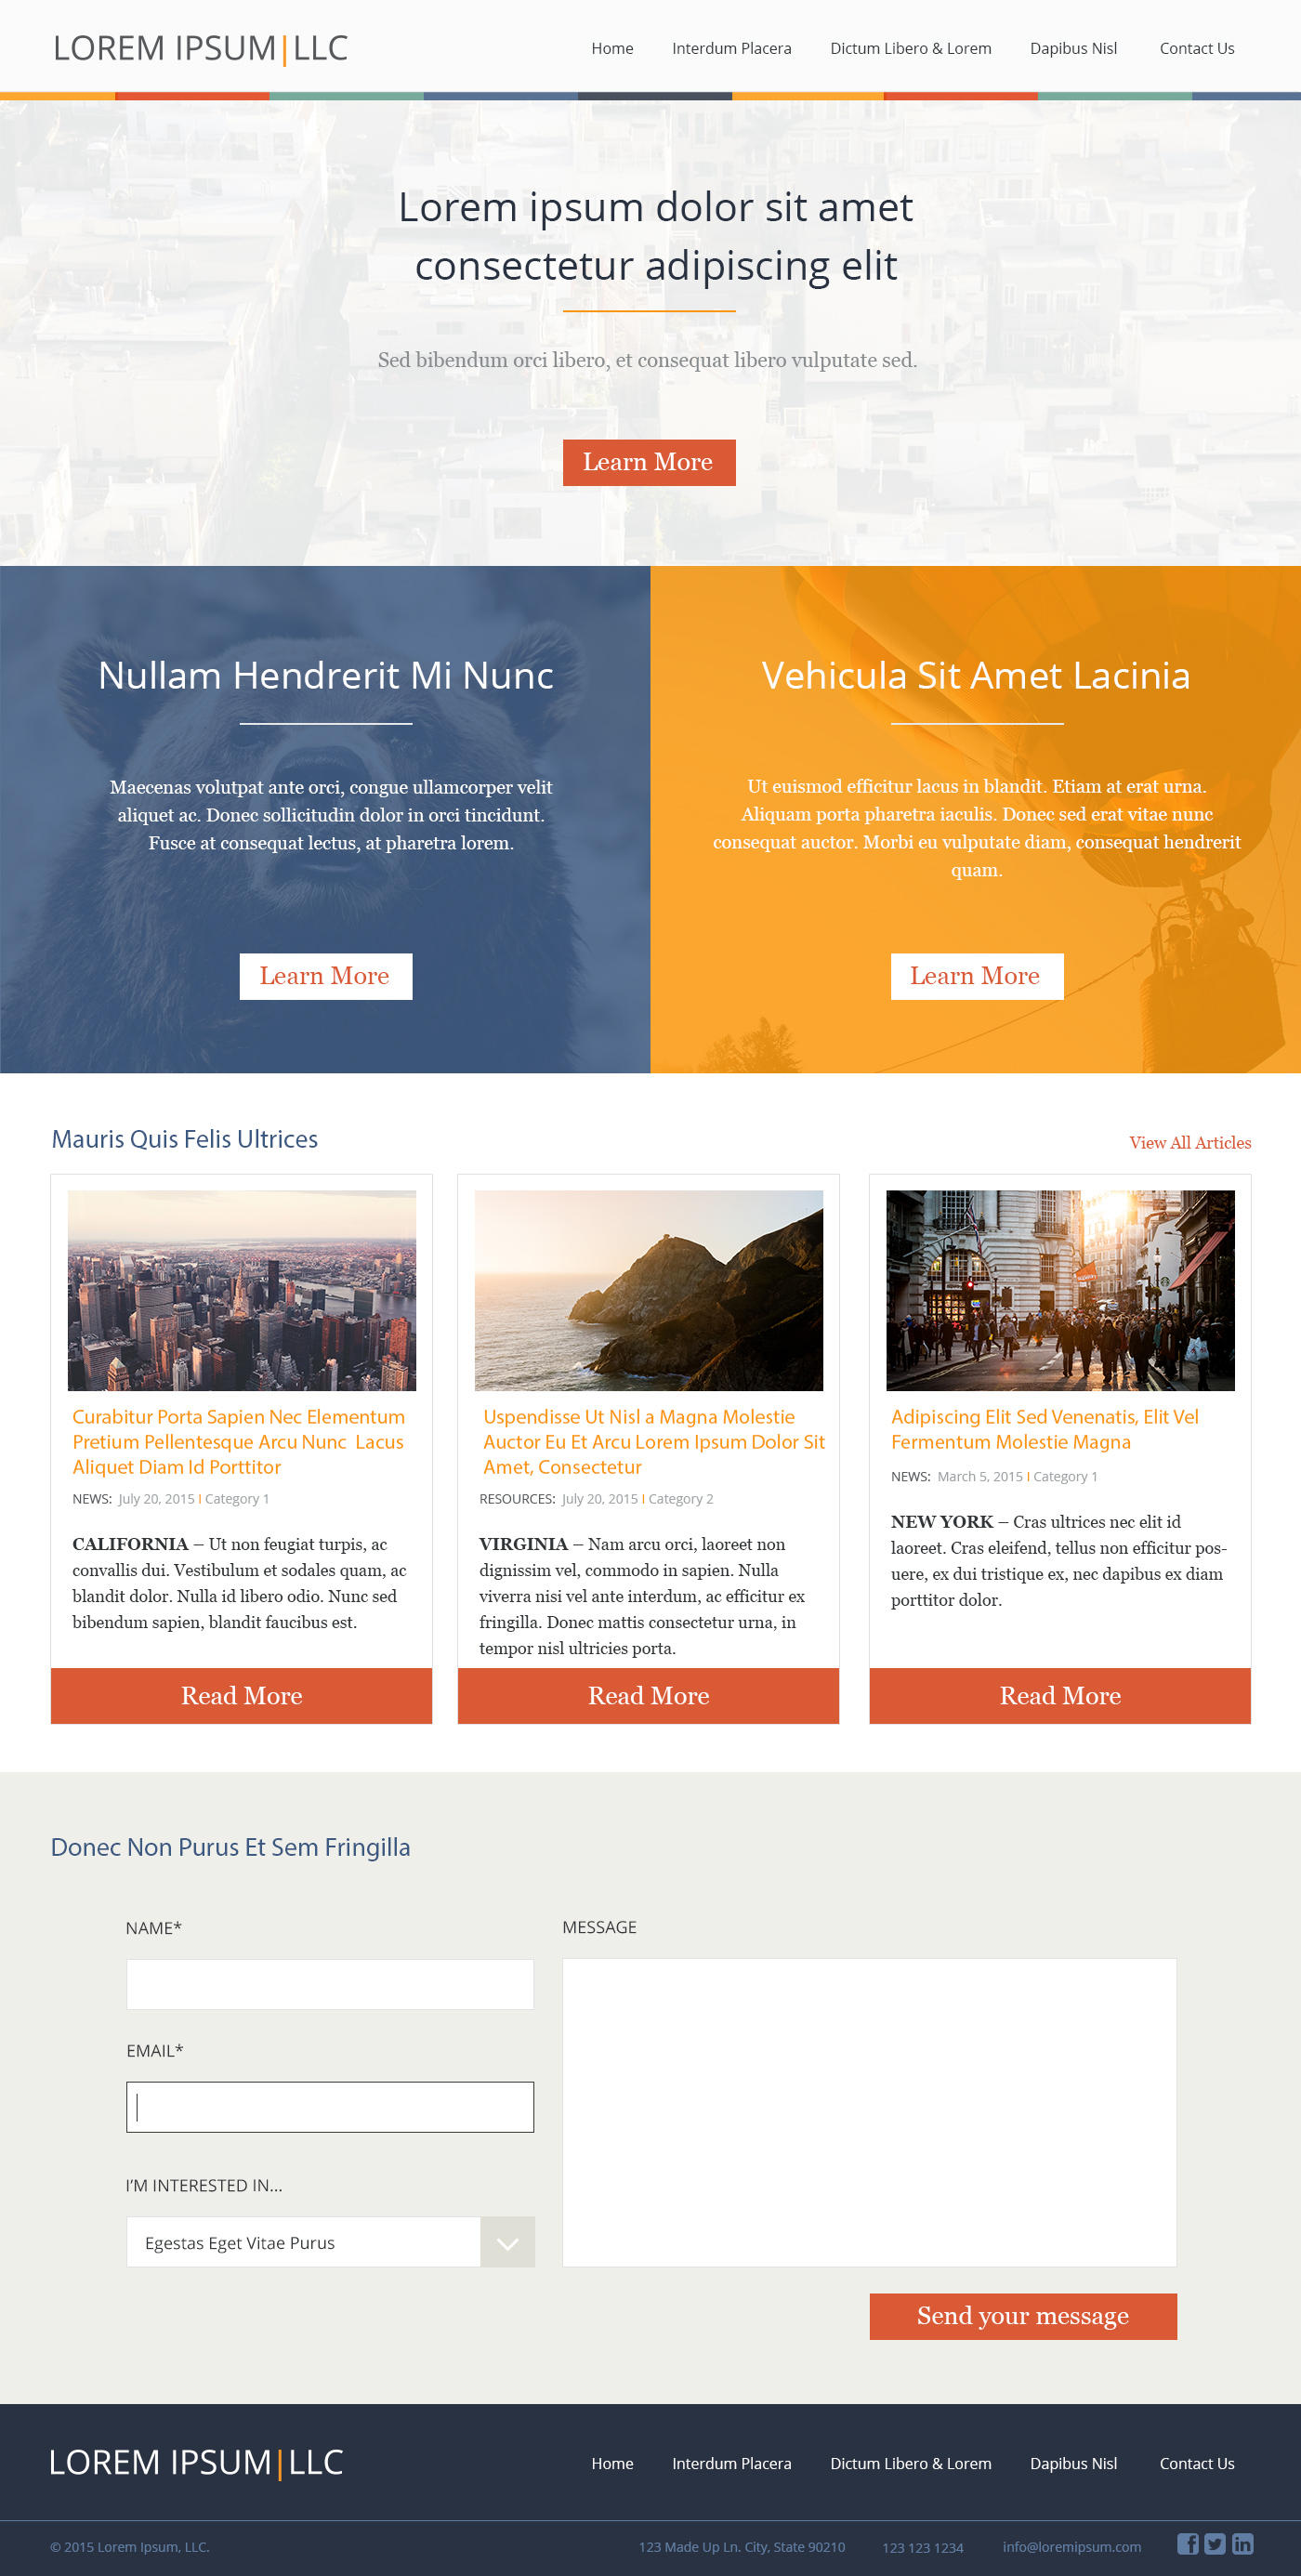 LOREM IPSUM|LLC
Home Interdum Placera Dictum Libero & Lorem Dapibus Nisl Contact Us
Lorem ipsum dolor sit amet
consectetur adipiscing elit
Sed bibendum orci libero, et consequat libero vulputate sed.
Learn More
Nullam Hendrerit Mi Nunc
Maecenas volutpat ante orci, congue ullamcorper velit
aliquet ac. Donec sollicitudin dolor in orci tincidunt.
Fusce at consequat lectus, at pharetra lorem.
Learn More
Vehicula Sit Amet Lacinia
Ut euismod efficitur lacus in blandit. Etiam at erat urna.
Aliquam porta pharetra iaculis. Donec sed erat vitae nunc
consequat auctor. Morbi eu vulputate diam, consequat hendrerit
quam.
Learn More
Mauris Quis Felis Ultrices
View All Articles
Curabitur Porta Sapien Nec Elementum
Pretium Pellentesque Arcu Nunc Lacus
Aliquet Diam Id Porttitor
NEWS: July 20, 2015 | Category 1
CALIFORNIA – Ut non feugiat turpis, ac
convallis dui. Vestibulum et sodales quam, ac
blandit dolor. Nulla id libero odio. Nunc sed
bibendum sapien, blandit faucibus est.
Read More
Uspendisse Ut Nisl a Magna Molestie
Auctor Eu Et Arcu Lorem Ipsum Dolor Sit
Amet, Consectetur
RESOURCES: July 20, 2015 | Category 2
VIRGINIA – Nam arcu orci, laoreet non
dignissim vel, commodo in sapien. Nulla
viverra nisi vel ante interdum, ac efficitur ex
fringilla. Donec mattis consectetur urna, in
tempor nisl ultricies porta.
Read More
Adipiscing Elit Sed Venenatis, Elit Vel
Fermentum Molestie Magna
NEWS: March 5, 2015 | Category 1
NEW YORK – Cras ultrices nec elit id
laoreet. Cras eleifend, tellus non efficitur pos-
uere, ex dui tristique ex, nec dapibus ex diam
porttitor dolor.
Read More
Donec Non Purus Et Sem Fringilla
NAME*
EMAIL*
I'M INTERESTED IN...
Egestas Eget Vitae Purus
MESSAGE
Send your message
LOREM IPSUM|LLC
Home Interdum Placera Dictum Libero & Lorem Dapibus Nisl Contact Us
© 2015 Lorem Ipsum, LLC.
123 Made Up Ln. City, State 90210 123 123 1234 info@loremipsum.com